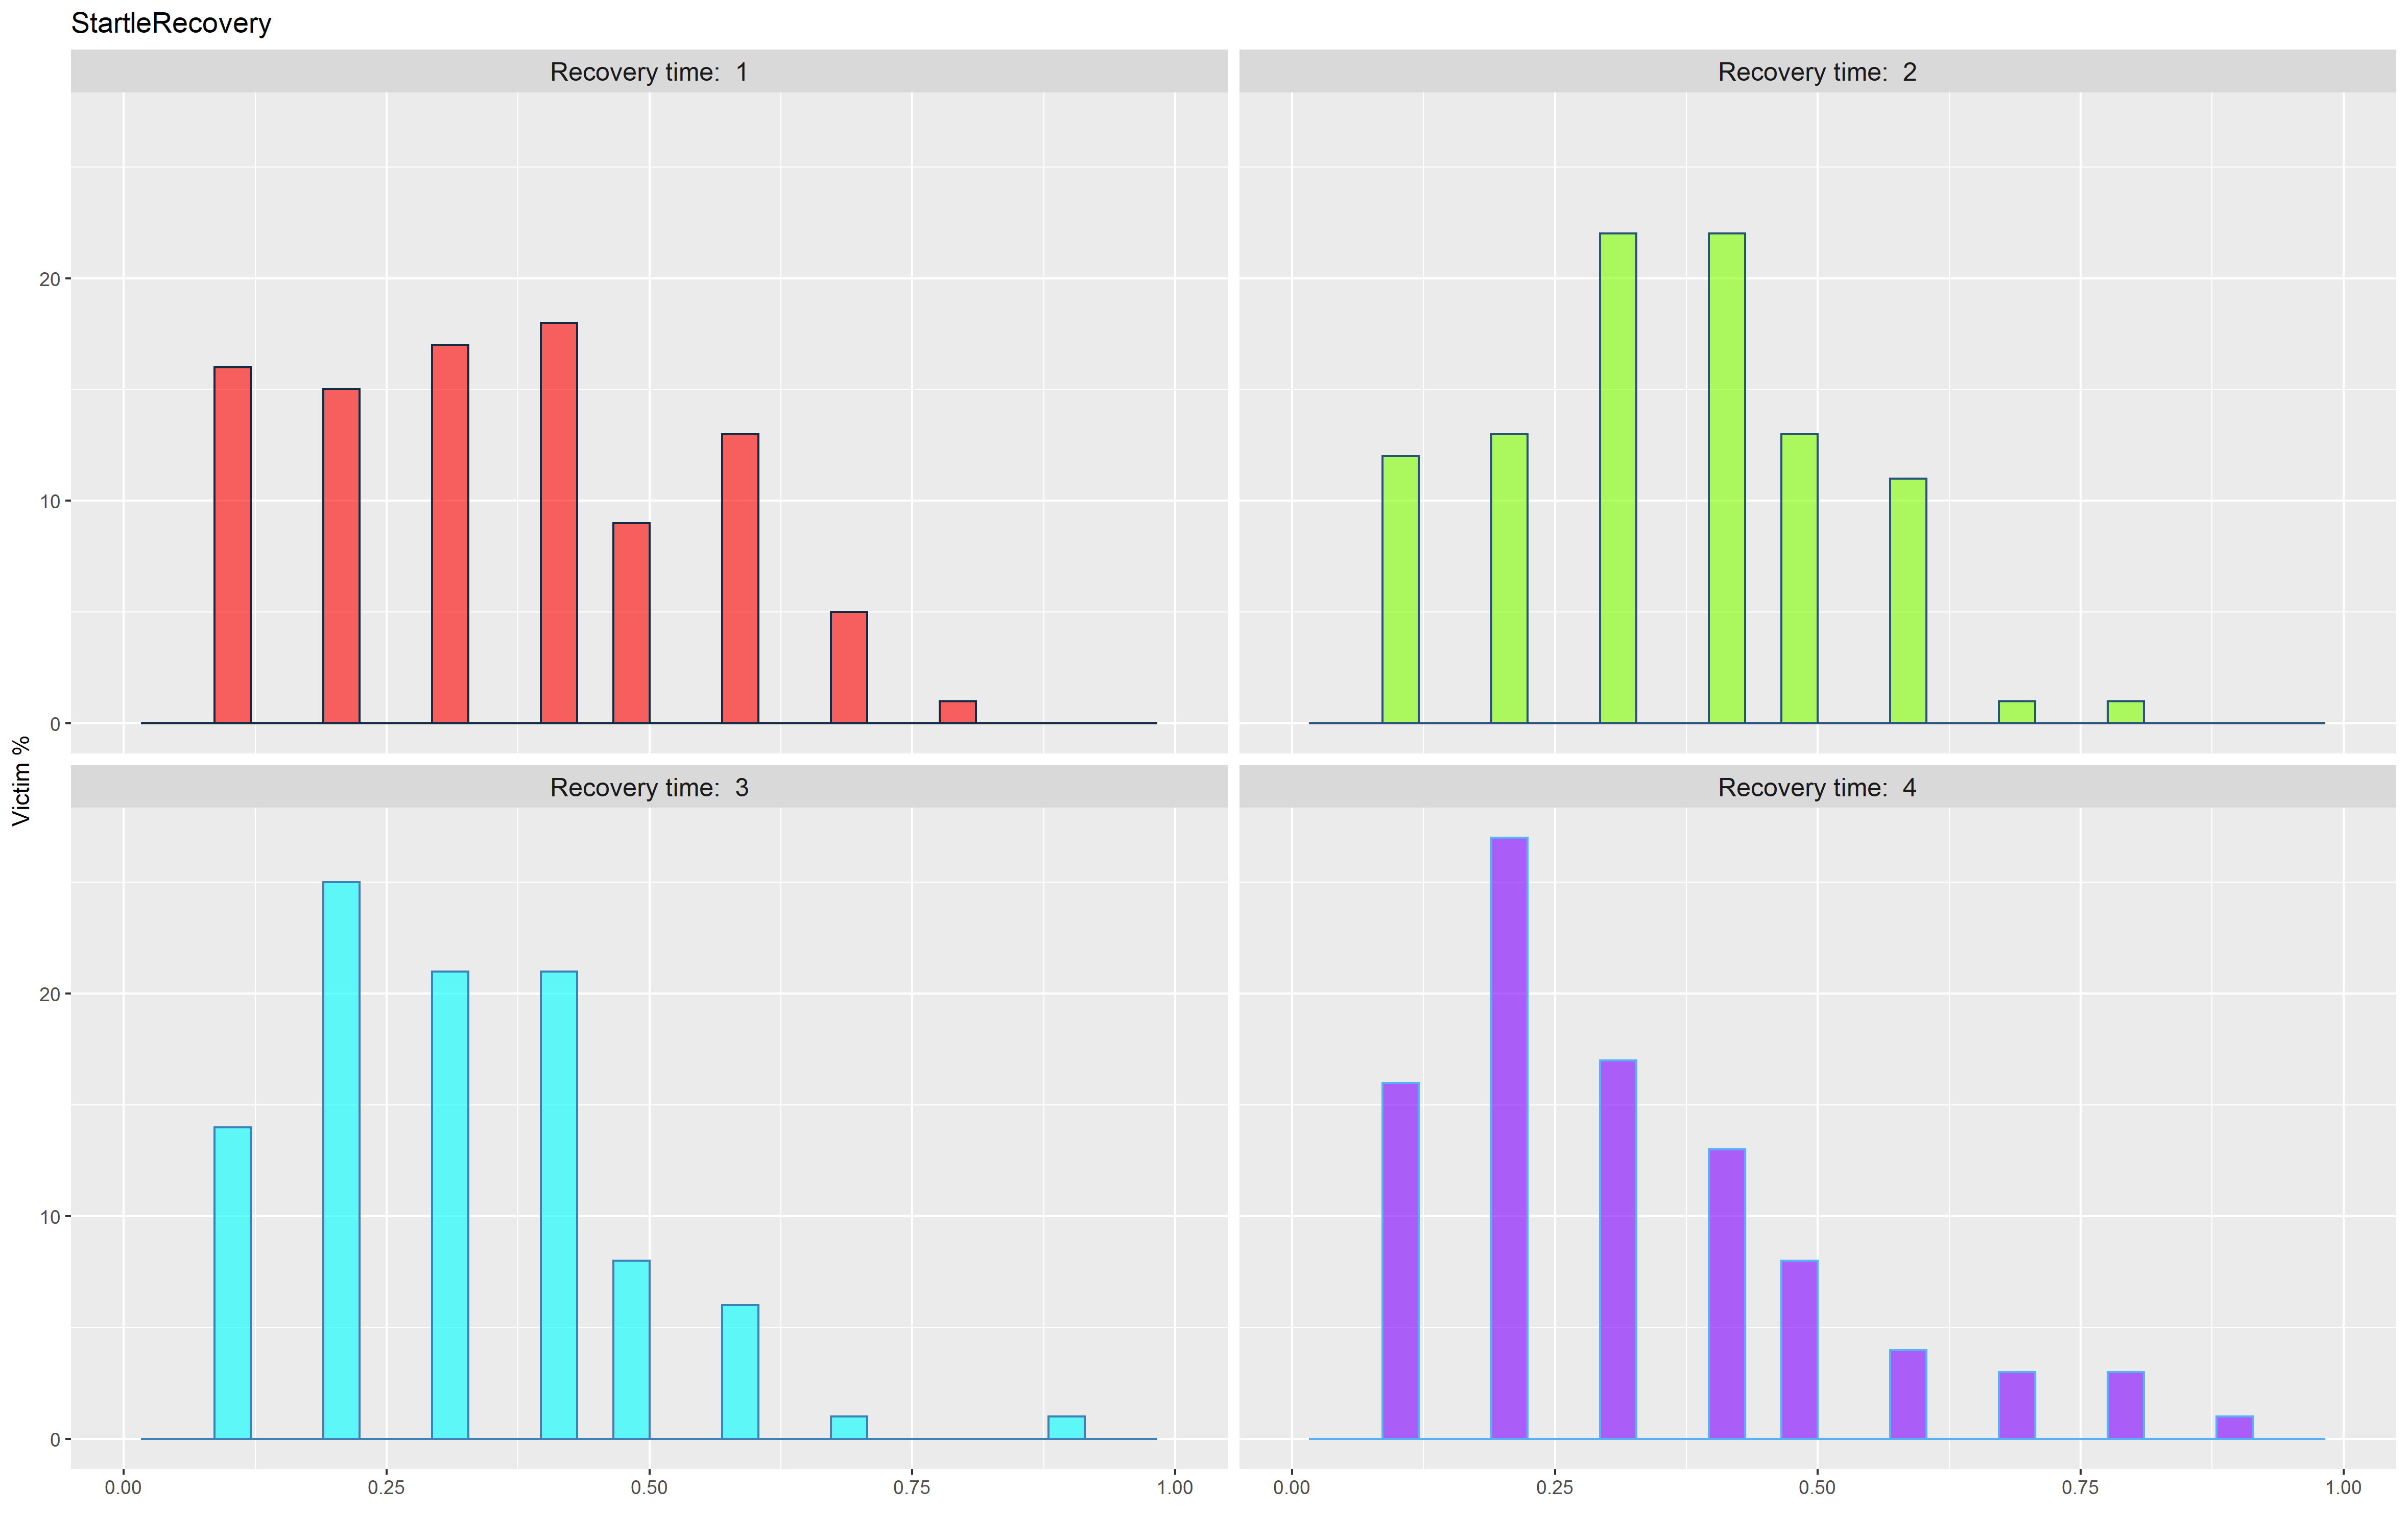 StartleRecovery
Recovery time:  1
Recovery time:  2
20
10
0
Victim %
Recovery time:  3
Recovery time:  4
20
10
0
0.00 0.25 0.50 0.75 1.00 0.00 0.25 0.50 0.75 1.00